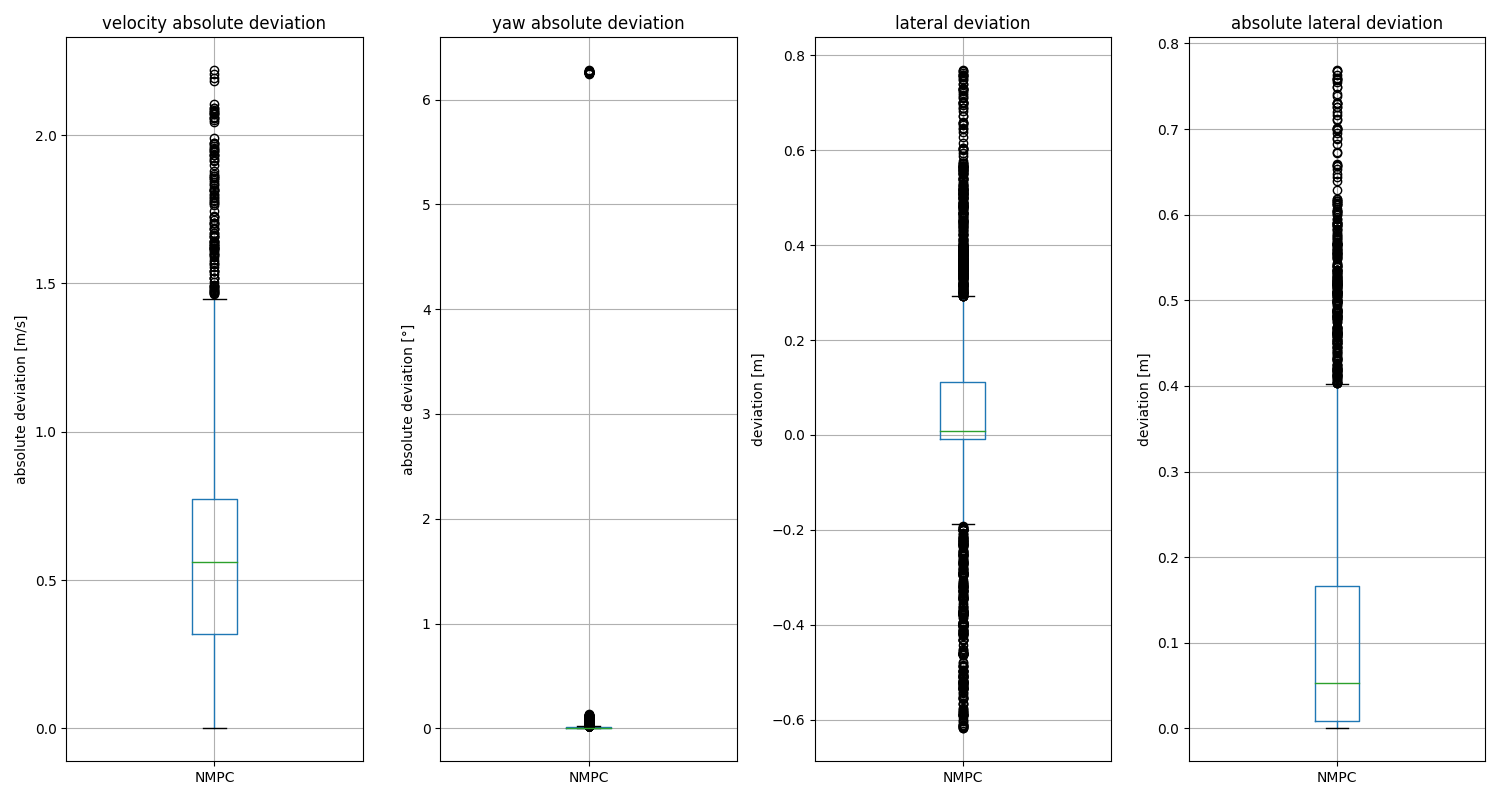 velocity absolute deviation
absolute deviation [m/s]
2.0
1.5
1.0
0.5
0.0
NMPC
yaw absolute deviation
absolute deviation [°]
6
5
4
3
2
1
0
NMPC
lateral deviation
deviation [m]
0.8
0.6
0.4
0.2
0.0
−0.2
−0.4
−0.6
NMPC
absolute lateral deviation
deviation [m]
0.8
0.7
0.6
0.5
0.4
0.3
0.2
0.1
0.0
NMPC